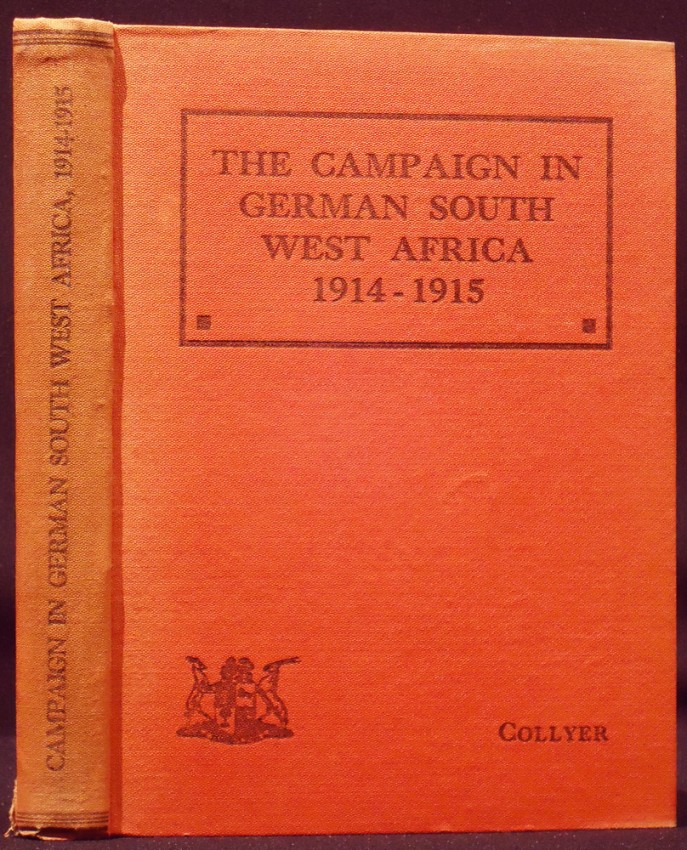 CAMPAIGN IN GERMAN SOUTH WEST AFRICA, 1914-1915
THE CAMPAIGN IN
GERMAN SOUTH
WEST AFRICA
1914-1915
COLLYER